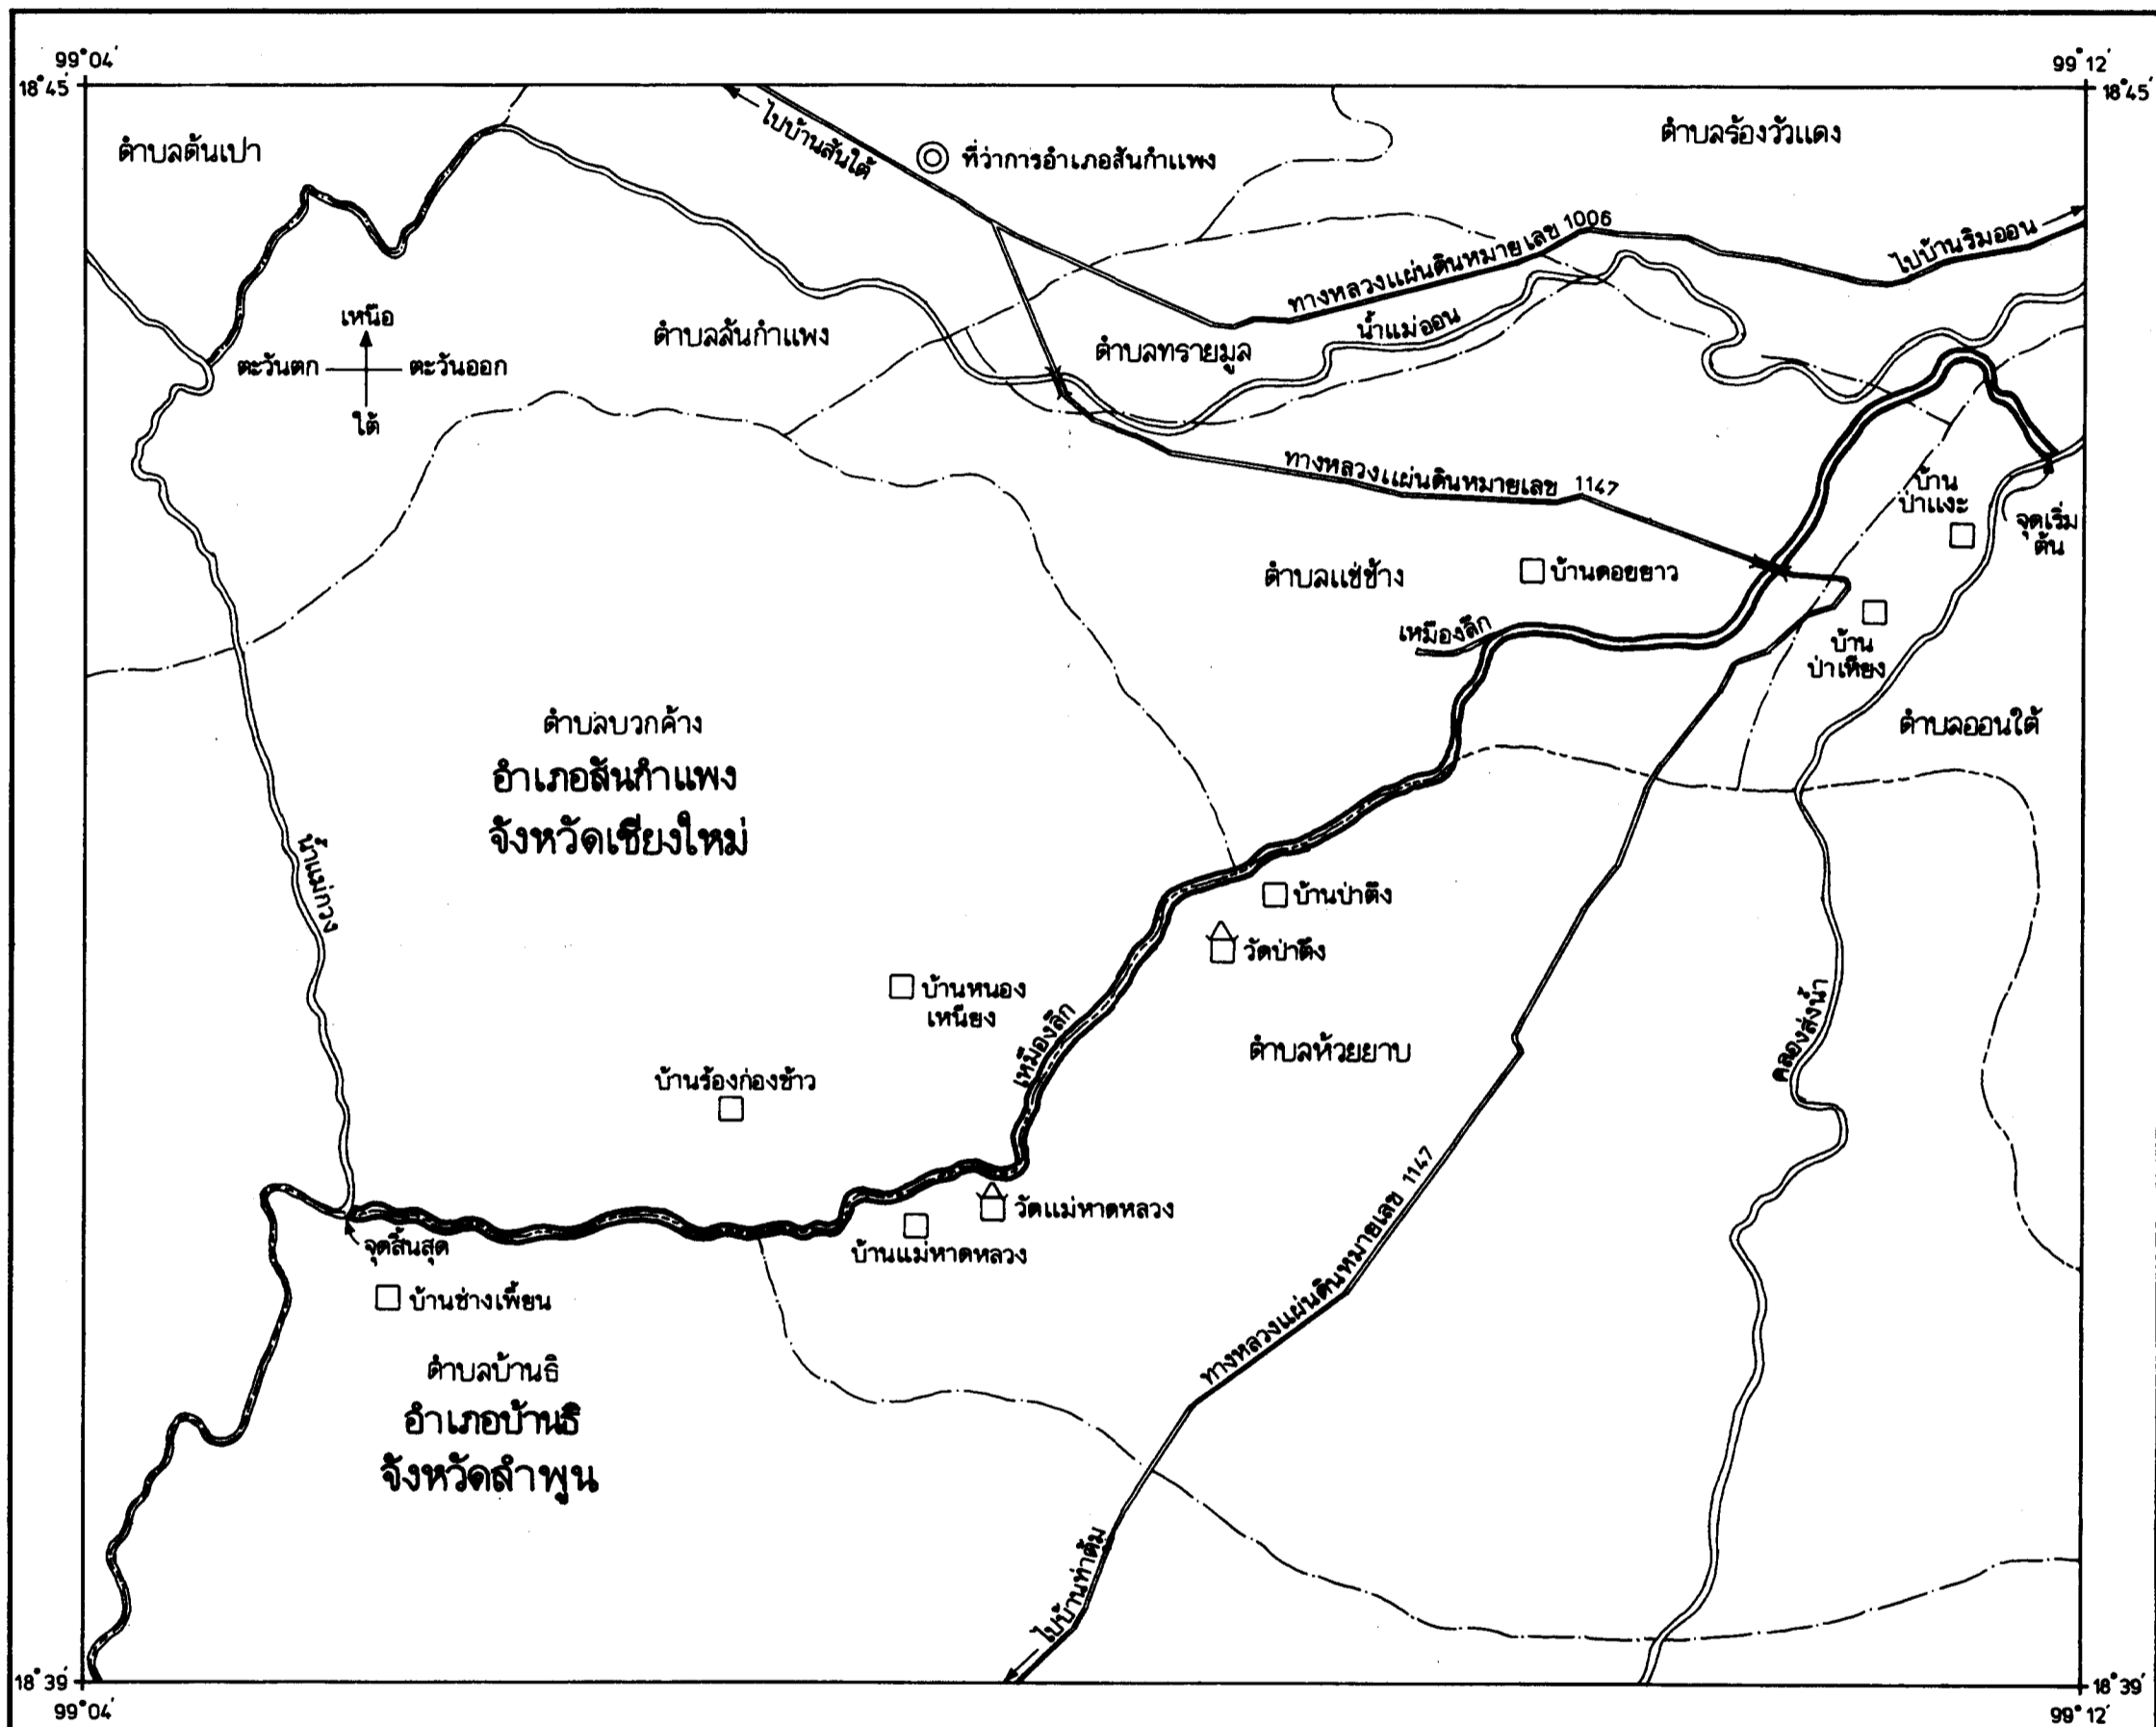 99°04′
99°12′
18°45′
18°45′
ตำบลต้นเปา
ไปบ้านสันใต้
ที่ว่าการอำเภอสันกำแพง
ตำบลร้องวัวแดง
ทางหลวงแผ่นดินหมายเลข 1006
ไปบ้านริมออน
เหนือ
ตะวันตก
ตะวันออก
ใต้
ตำบลสันกำแพง
ตำบลทรายมูล
น้ำแม่ออน
ทางหลวงแผ่นดินหมายเลข 1147
บ้าน
ป่าแงะ
จุดเริ่ม
ต้น
ตำบลแช่ช้าง
บ้านดอยยาว
เหมืองลึก
บ้าน
ป่าเหียง
ตำบลออนใต้
ตำบลบวกค้าง
อำเภอสันกำแพง
จังหวัดเชียงใหม่
น้ำแม่กวง
บ้านป่าตึง
วัดป่าตึง
บ้านหนอง
เหนียง
เหมืองลึก
ตำบลห้วยยาบ
คลองส่งน้ำ
บ้านร้องก่องข้าว
วัดแม่หาดหลวง
บ้านแม่หาดหลวง
จุดสิ้นสุด
บ้านช่างเพี้ยน
ทางหลวงแผ่นดินหมายเลข 1147
ตำบลบ้านธิ
อำเภอบ้านธิ
จังหวัดลำพูน
ไปบ้านท่าต้ม
18°39′
18°39′
99°04′
99°12′